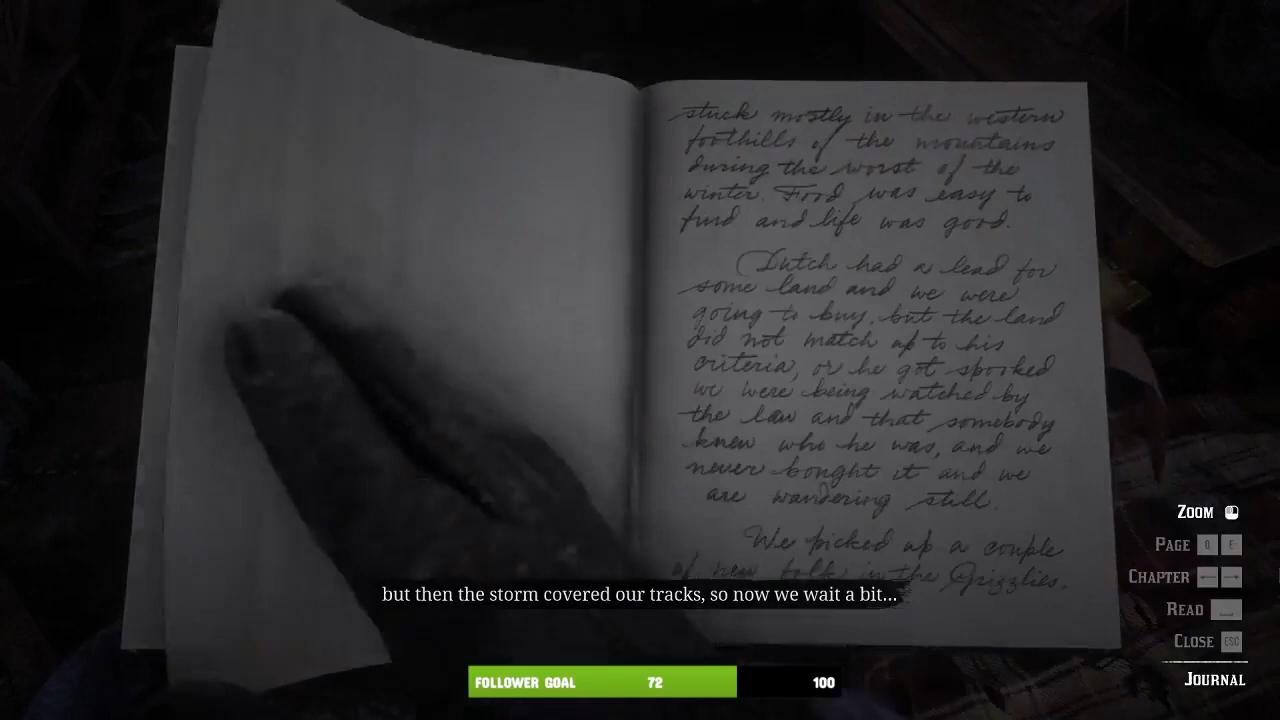 stuck mostly in the western
foothills of the mountains
during the worst of the
winter. Food was easy to
find and life was good.
Dutch had a lead for
some land and we were
going to buy, but the land
did not match up to his
criteria, or he got spooked
we were being watched by
the law and that somebody
knew who he was, and we
never bought it and we
are wandering still.
We picked up a couple
of new folk in the Grizzlies.
but then the storm covered our tracks, so now we wait a bit...
ZOOM
PAGE Q E
CHAPTER ← →
READ
CLOSE ESC
JOURNAL
FOLLOWER GOAL 72 100